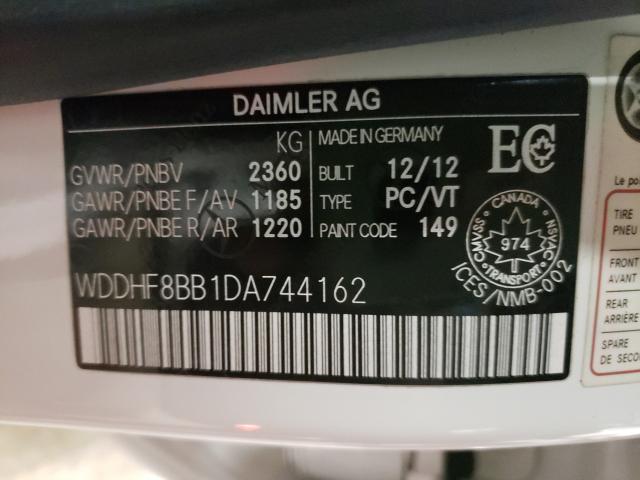 DAIMLER AG
KG
MADE IN GERMANY
EC
GVWR/PNBV 2360
BUILT 12/12
GAWR/PNBE F/AV 1185
TYPE PC/VT
GAWR/PNBE R/AR 1220
PAINT CODE 149
CANADA
CMVSS
NSVAC
974
TRANSPORT
ICES/NMB-002
WDDHF8BB1DA744162
Le
TIRE
PNEU
FRONT
AVANT
REAR
ARRIÈRE
SPARE
DE